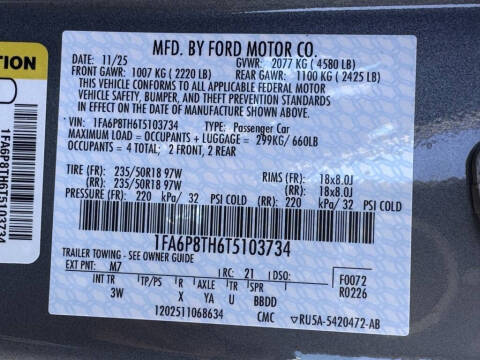 MFD. BY FORD MOTOR CO.
DATE: 11/25 GVWR: 2077 KG ( 4580 LB)
FRONT GAWR: 1007 KG ( 2220 LB) REAR GAWR: 1100 KG ( 2425 LB)
THIS VEHICLE CONFORMS TO ALL APPLICABLE FEDERAL MOTOR
VEHICLE SAFETY, BUMPER, AND THEFT PREVENTION STANDARDS
IN EFFECT ON THE DATE OF MANUFACTURE SHOWN ABOVE.
VIN: 1FA6P8TH6T5103734 Type: Passenger Car
MAXIMUM LOAD = OCCUPANTS + LUGGAGE = 299KG/ 660LB
OCCUPANTS = 4 TOTAL; 2 FRONT, 2 REAR
TIRE (FR): 235/50R18 97W RIMS (FR): 18x8.0J
(RR): 235/50R18 97W (RR): 18x8.0J
PRESSURE (FR): 220 kPa/ 32 PSI COLD (RR): 220 kPa/ 32 PSI COLD
1FA6P8TH6T5103734
TRAILER TOWING - SEE OWNER GUIDE
EXT PNT: M7 RC: 21 F0072
INT TR TP/PS R AXLE TR SPR R0226
3W X YA U BBDD
1202511068634 CMC RU5A-5420472-AB
1FA6P8TH6T5103734